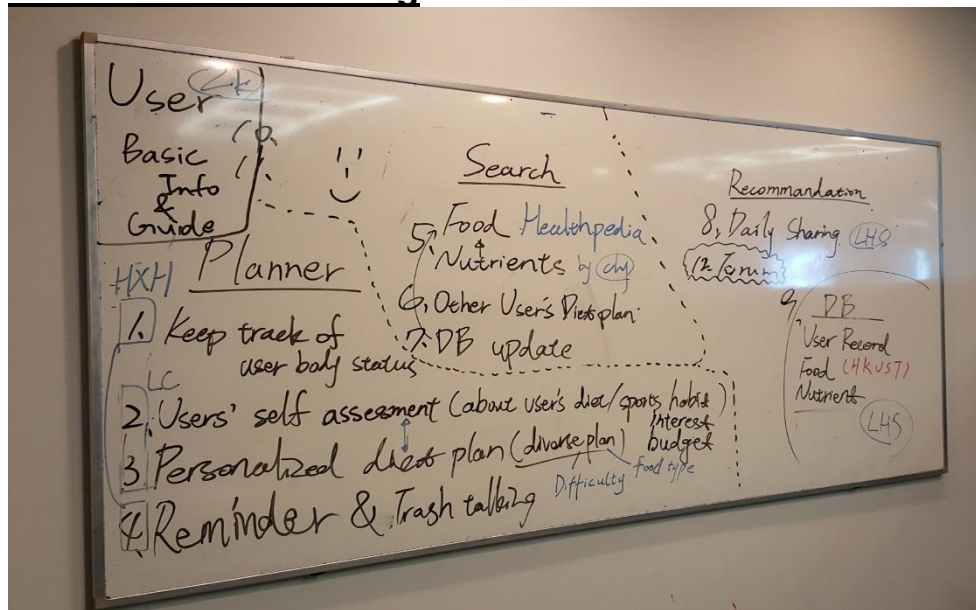 User
10.
11.
Basic
Info
&
Guide
HXH
Planner
1. Keep track of
user body status
LC
2. Users' self assessment (about user's diet/sports habit)
interest
budget
3. Personalized diet plan (diverse plan)
Difficulty
Food type
4. Reminder & Trash talking
Search
5, Food Healthpedia
Nutrients by
6, Other User's Diet plan
7. DB update
Recommandation
8, Daily Sharing LHS
12. Forum
9, DB
User Record
Food (HKUST)
Nutrient
LHS